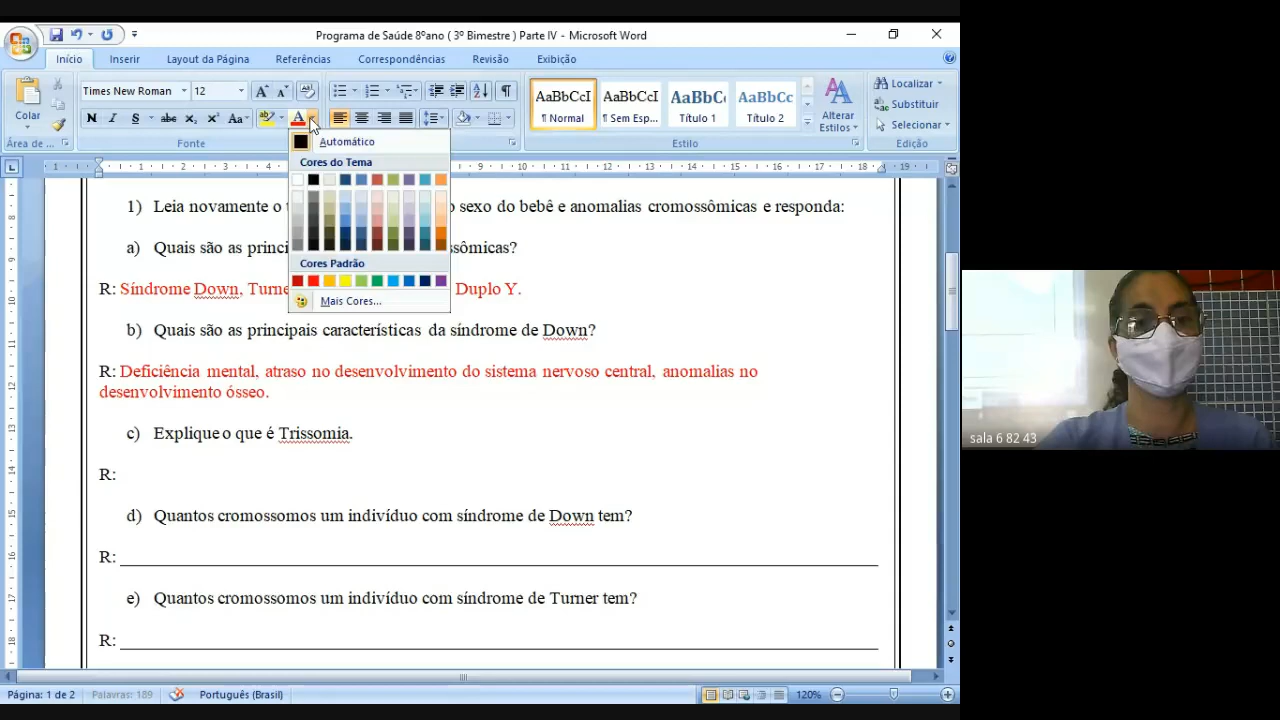 Programa de Saúde 8ºano ( 3º Bimestre ) Parte IV - Microsoft Word
Início Inserir Layout da Página Referências Correspondências Revisão Exibição
Times New Roman 12
Colar
N I S abc X₂ X² Aa
AaBbCcI AaBbCcI AaBbC AaBbCc
¶ Normal ¶ Sem Esp... Título 1 Título 2
Alterar Estilos
Localizar
Substituir
Selecionar
Área de... Fonte Estilo Edição
Automático
Cores do Tema
Cores Padrão
Mais Cores...
1) Leia novamente o sexo do bebê e anomalias cromossômicas e responda:
a) Quais são as princi ssômicas?
R: Síndrome Down, Turne Duplo Y.
b) Quais são as principais características da síndrome de Down?
R: Deficiência mental, atraso no desenvolvimento do sistema nervoso central, anomalias no
desenvolvimento ósseo.
c) Explique o que é Trissomia.
R:
d) Quantos cromossomos um indivíduo com síndrome de Down tem?
R:
e) Quantos cromossomos um indivíduo com síndrome de Turner tem?
R:
sala 6 82 43
Página: 1 de 2 Palavras: 189 Português (Brasil) 120%